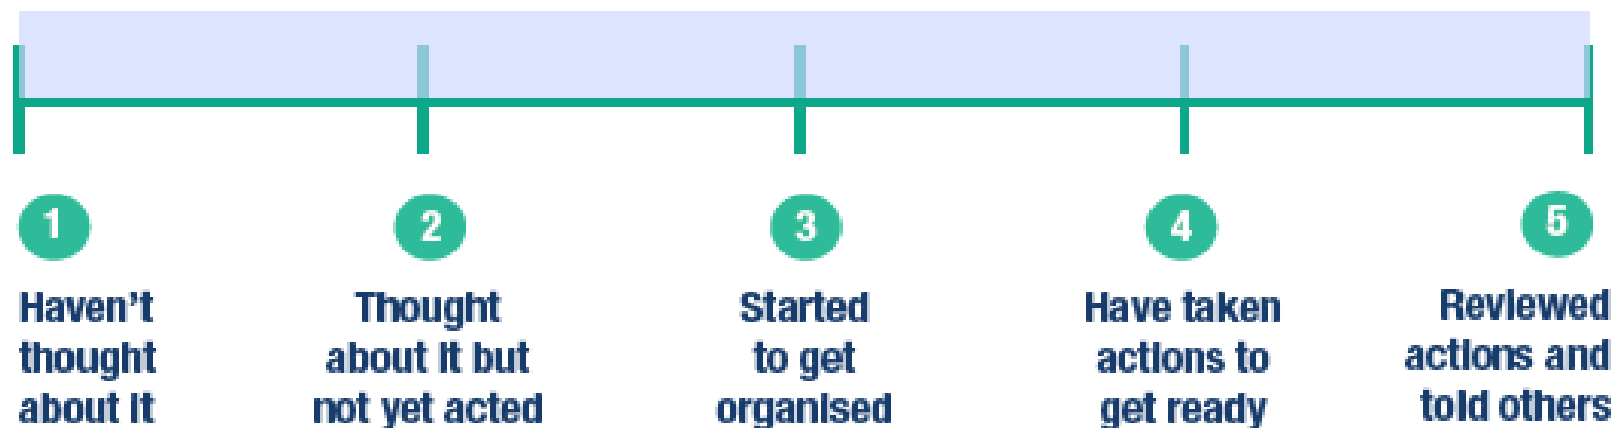 1
Haven't
thought
about it
2
Thought
about it but
not yet acted
3
Started
to get
organised
4
Have taken
actions to
get ready
5
Reviewed
actions and
told others